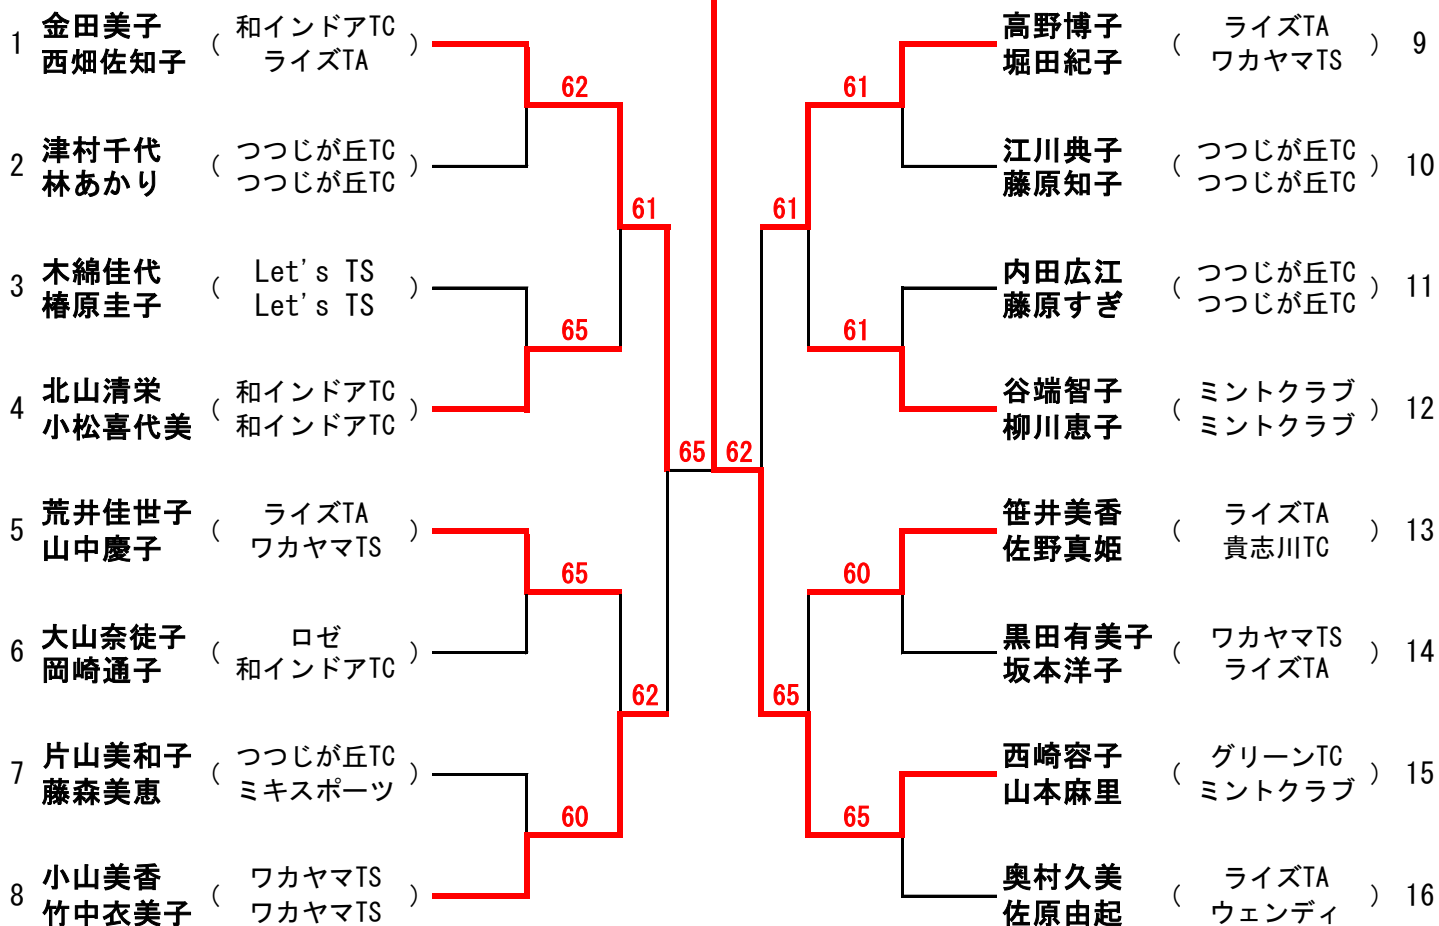 1 金田美子 ( 和インドアTC )
西畑佐知子 ライズTA
62
2 津村千代 ( つつじが丘TC )
林あかり つつじが丘TC
61
3 木綿佳代 ( Let's TS )
椿原圭子 Let's TS
65
4 北山清栄 ( 和インドアTC )
小松喜代美 和インドアTC
65
5 荒井佳世子 ( ライズTA )
山中慶子 ワカヤマTS
65
6 大山奈徒子 ( ロゼ )
岡崎通子 和インドアTC
62
7 片山美和子 ( つつじが丘TC )
藤森美恵 ミキスポーツ
60
8 小山美香 ( ワカヤマTS )
竹中衣美子 ワカヤマTS
高野博子 ( ライズTA ) 9
堀田紀子 ワカヤマTS
61
江川典子 ( つつじが丘TC ) 10
藤原知子 つつじが丘TC
61
内田広江 ( つつじが丘TC ) 11
藤原すぎ つつじが丘TC
61
谷端智子 ( ミントクラブ ) 12
柳川恵子 ミントクラブ
62
笹井美香 ( ライズTA ) 13
佐野真姫 貴志川TC
60
黒田有美子 ( ワカヤマTS ) 14
坂本洋子 ライズTA
65
西崎容子 ( グリーンTC ) 15
山本麻里 ミントクラブ
65
奥村久美 ( ライズTA ) 16
佐原由起 ウェンディ